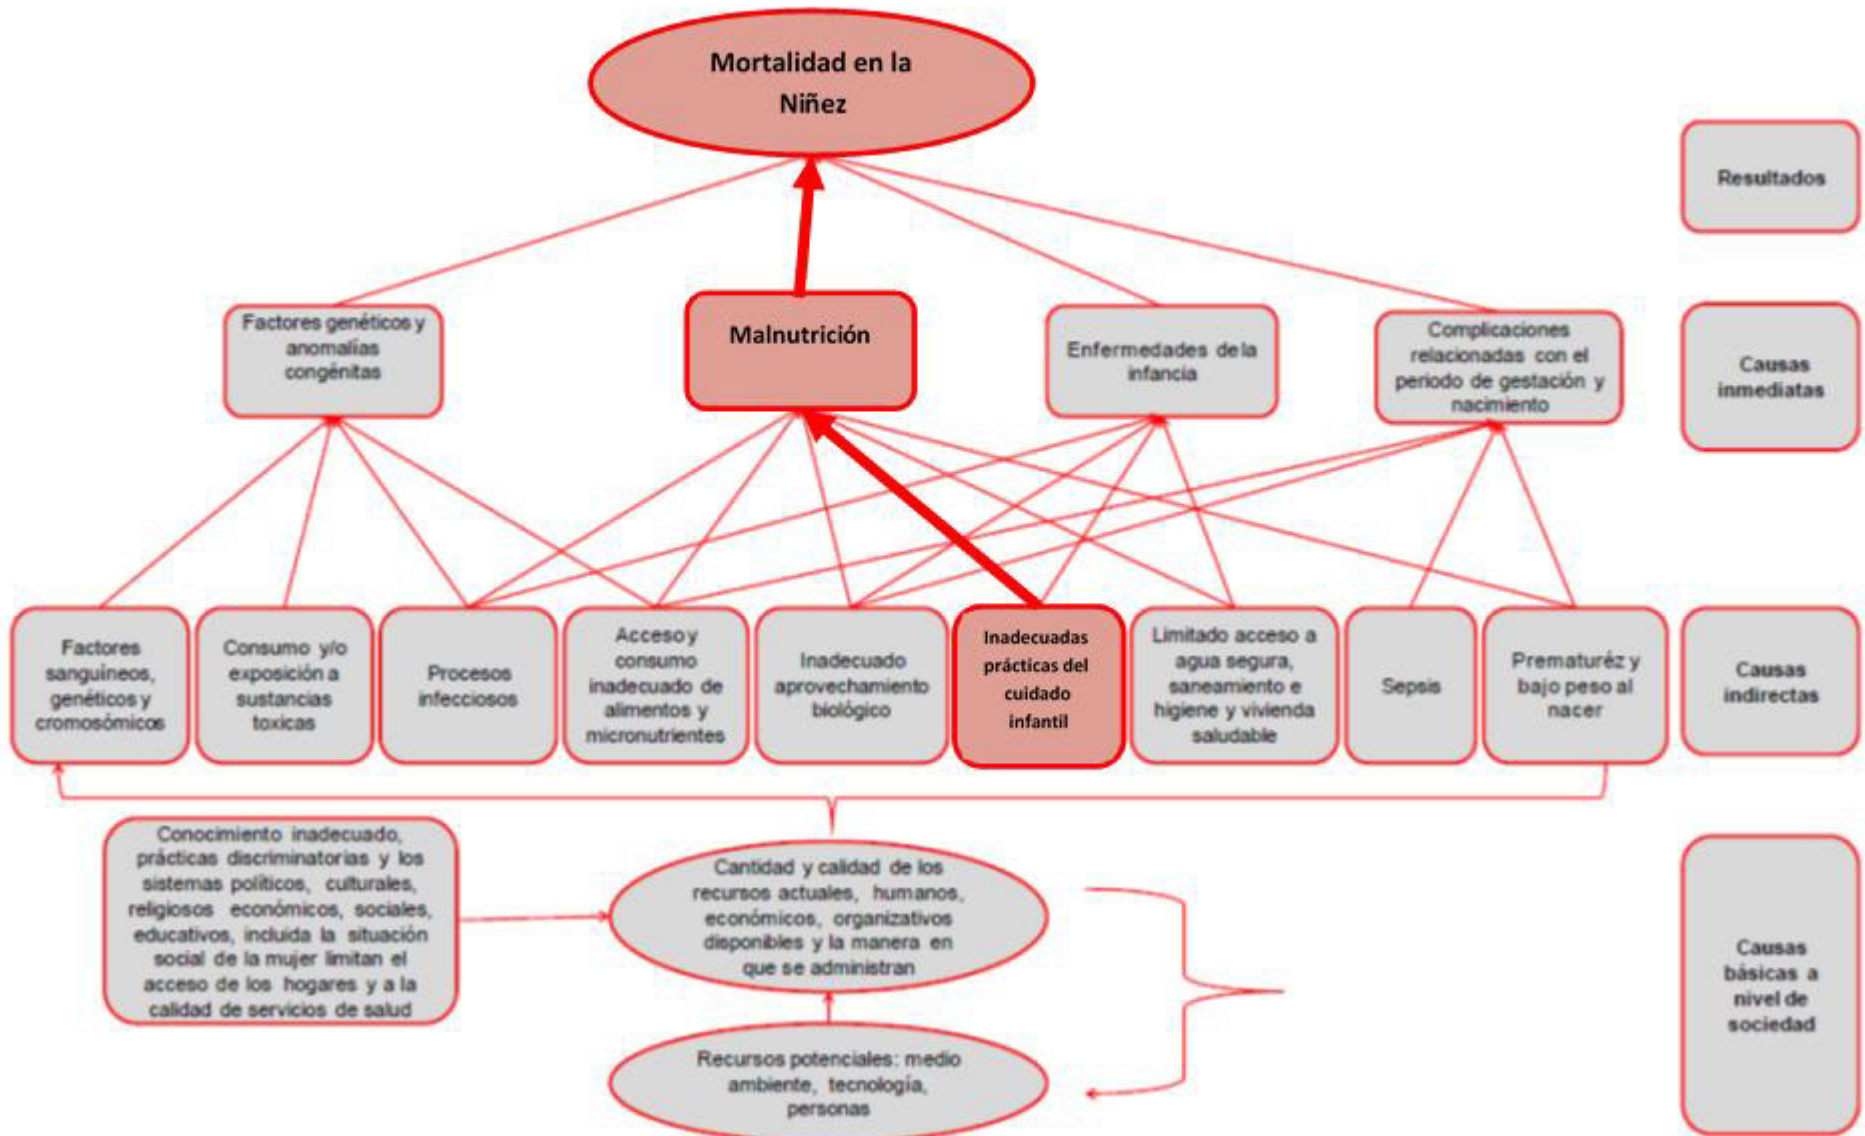 Mortalidad en la
Niñez
Resultados
Factores genéticos y
anomalías
congénitas
Malnutrición
Enfermedades dela
infancia
Complicaciones
relacionadas con el
periodo de gestación y
nacimiento
Causas
inmediatas
Factores
sanguíneos,
genéticos y
cromosómicos
Consumo y/o
exposición a
sustancias
toxicas
Procesos
infecciosos
Acceso y
consumo
inadecuado de
alimentos y
micronutrientes
Inadecuado
aprovechamiento
biológico
Inadecuadas
prácticas del
cuidado
infantil
Limitado acceso a
agua segura,
saneamiento e
higiene y vivienda
saludable
Sepsis
Prematuréz y
bajo peso al
nacer
Causas
indirectas
Conocimiento inadecuado,
prácticas discriminatorias y los
sistemas políticos, culturales,
religiosos económicos, sociales,
educativos, incluida la situación
social de la mujer limitan el
acceso de los hogares y a la
calidad de servicios de salud
Cantidad y calidad de los
recursos actuales, humanos,
económicos, organizativos
disponibles y la manera en
que se administran
Recursos potenciales: medio
ambiente, tecnología,
personas
Causas
básicas a
nivel de
sociedad